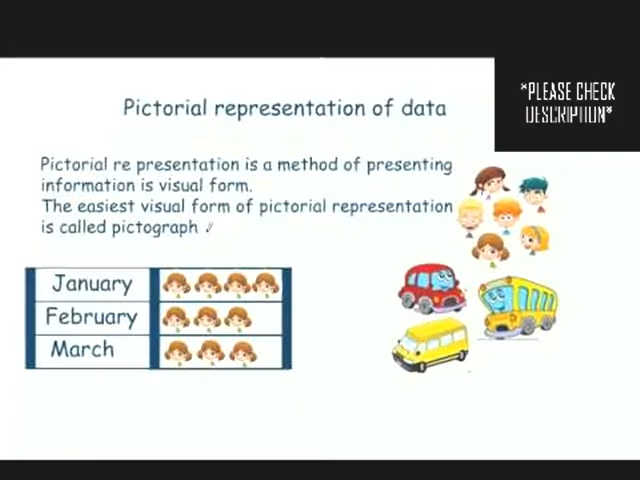 *PLEASE CHECK
DESCRIPTION*
Pictorial representation of data
Pictorial re presentation is a method of presenting
information is visual form.
The easiest visual form of pictorial representation
is called pictograph
January
February
March